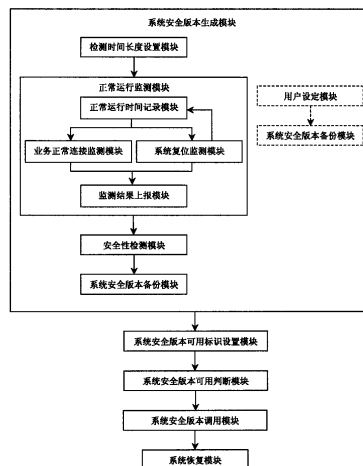 系统安全版本生成模块
检测时间长度设置模块
正常运行监测模块
正常运行时间记录模块
业务正常连接监测模块
系统复位监测模块
监测结果上报模块
安全性检测模块
系统安全版本备份模块
用户设定模块
系统安全版本备份模块
系统安全版本可用标识设置模块
系统安全版本可用判断模块
系统安全版本调用模块
系统恢复模块